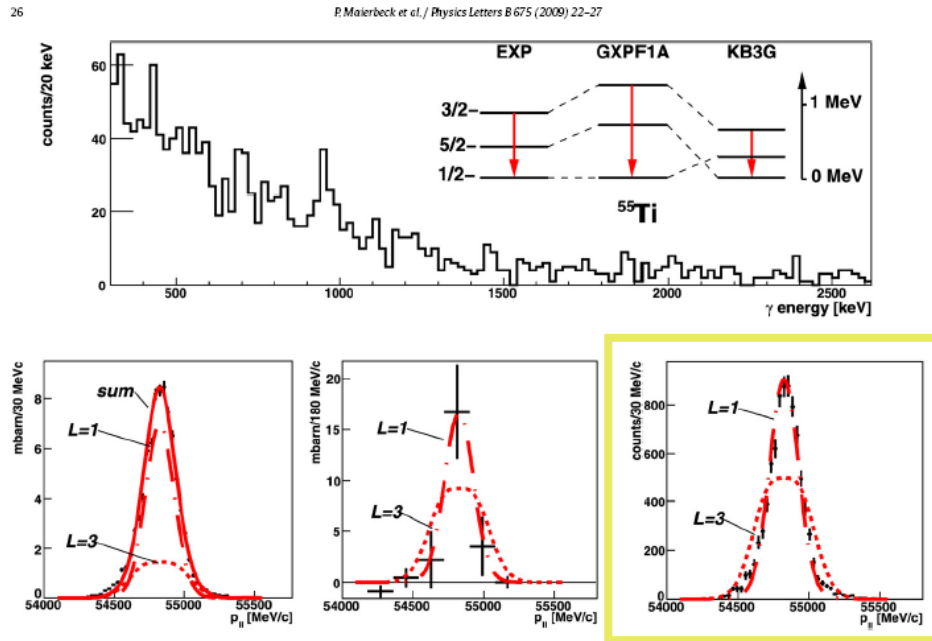 26
P. Maierbeck et al. / Physics Letters B 675 (2009) 22–27
EXP GXPF1A KB3G
counts/20 keV
60
40
20
0
3/2
5/2
1/2
1 MeV
0 MeV
55Ti
500 1000 1500 2000 2500
γ energy [keV]
mbarn/30 MeV/c
8
6
4
2
0
sum
L=1
L=3
54000 54500 55000 55500
p|| [MeV/c]
mbarn/180 MeV/c
20
15
10
5
0
L=1
L=3
54000 54500 55000 55500
p|| [MeV/c]
counts/30 MeV/c
800
600
400
200
0
L=1
L=3
54000 54500 55000 55500
p|| [MeV/c]